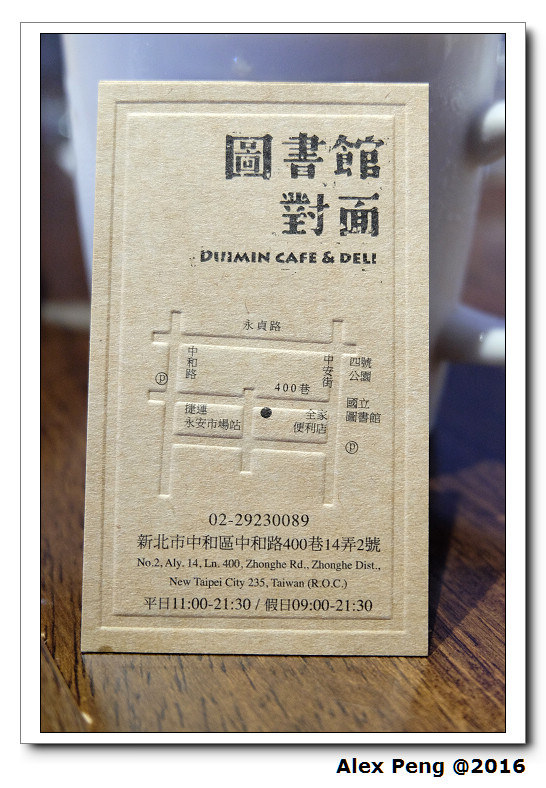 圖書館
對面
DUIMIN CAFE & DELI
永貞路
中和路
中安街
四號
公園
P
400巷
國立
圖書館
捷運
永安市場站
全家
便利店
P
02-29230089
新北市中和區中和路400巷14弄2號
No.2, Aly. 14, Ln. 400, Zhonghe Rd., Zhonghe Dist.,
New Taipei City 235, Taiwan (R.O.C.)
平日11:00-21:30 / 假日09:00-21:30
Alex Peng @2016